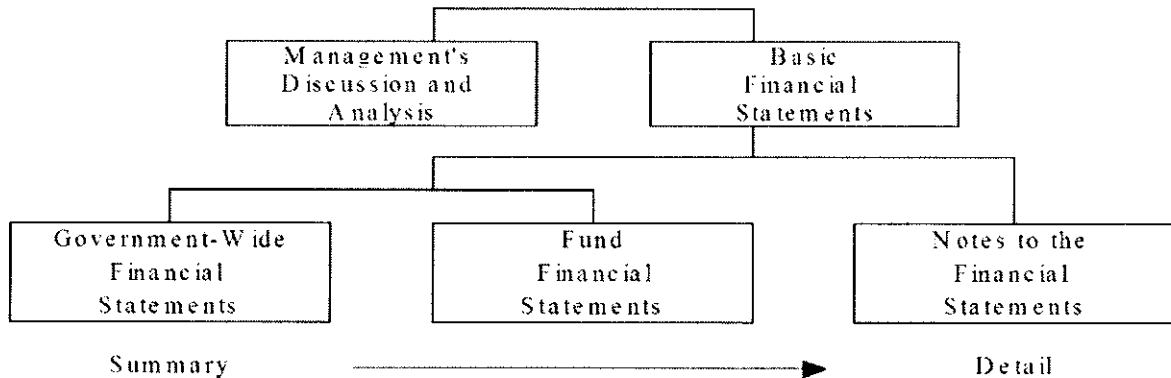 Management's
Discussion and
Analysis
Basic
Financial
Statements
Government-Wide
Financial
Statements
Fund
Financial
Statements
Notes to the
Financial
Statements
Summary
Detail